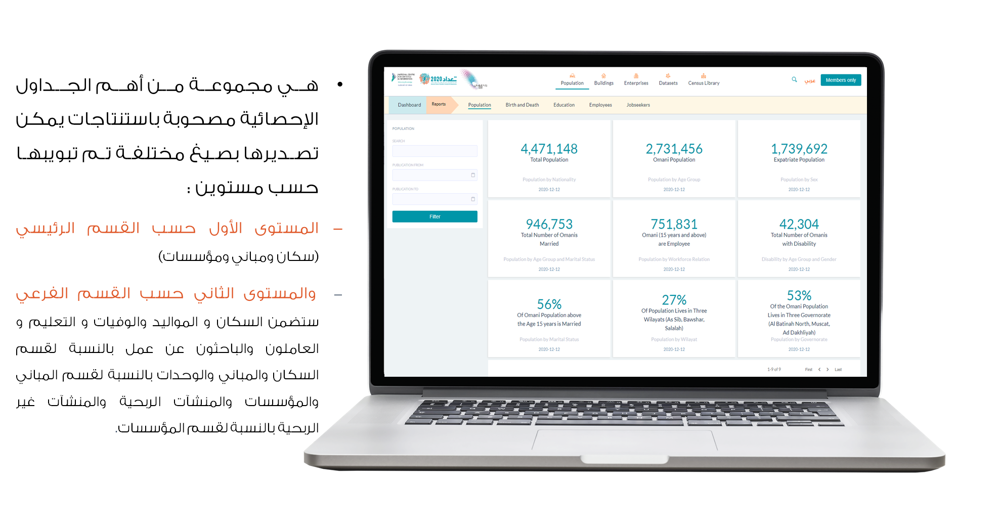 هي مجموعة من أهم الجداول
الإحصائية مصحوبة باستنتاجات يمكن
تصديرها بصيغ مختلفة تم تبويبها
حسب مستوين :
المستوى الأول حسب القسم الرئيسي
(سكان ومباني ومؤسسات)
والمستوى الثاني حسب القسم الفرعي
ستضمن السكان و المواليد والوفيات و التعليم و
العاملون والباحثون عن عمل بالنسبة لقسم
السكان والمباني والوحدات بالنسبة لقسم المباني
والمؤسسات والمنشآت الربحية والمنشآت غير
الربحية بالنسبة لقسم المؤسسات.
NATIONAL CENTRE
FOR STATISTICS
& INFORMATION
تعداد 2020
Population Buildings Enterprises Datasets Census Library
عربي Members only
Dashboard Reports Population Birth and Death Education Employees Jobseekers
POPULATION
SEARCH
PUBLICATION FROM
PUBLICATION TO
Filter
4,471,148
Total Population
Population by Nationality
2020-12-12
2,731,456
Omani Population
Population by Age Group
2020-12-12
1,739,692
Expatriate Population
Population by Sex
2020-12-12
946,753
Total Number of Omanis
Married
Population by Age Group and Marital Status
2020-12-12
751,831
Omani (15 years and above)
are Employee
Population by Workforce Relation
2020-12-12
42,304
Total Number of Omanis
with Disability
Disability by Age Group and Gender
2020-12-12
56%
Of Omani Population above
the Age 15 years is Married
Population by Marital Status
2020-12-12
27%
Of Population Lives in Three
Wilayats (As Sib, Bawshar,
Salalah)
Population by Wilayat
2020-12-12
53%
Of the Omani Population
Lives in Three Governorate
(Al Batinah North, Muscat,
Ad Dakhliyah)
Population by Governorate
2020-12-12
1-9 of 9 First Last